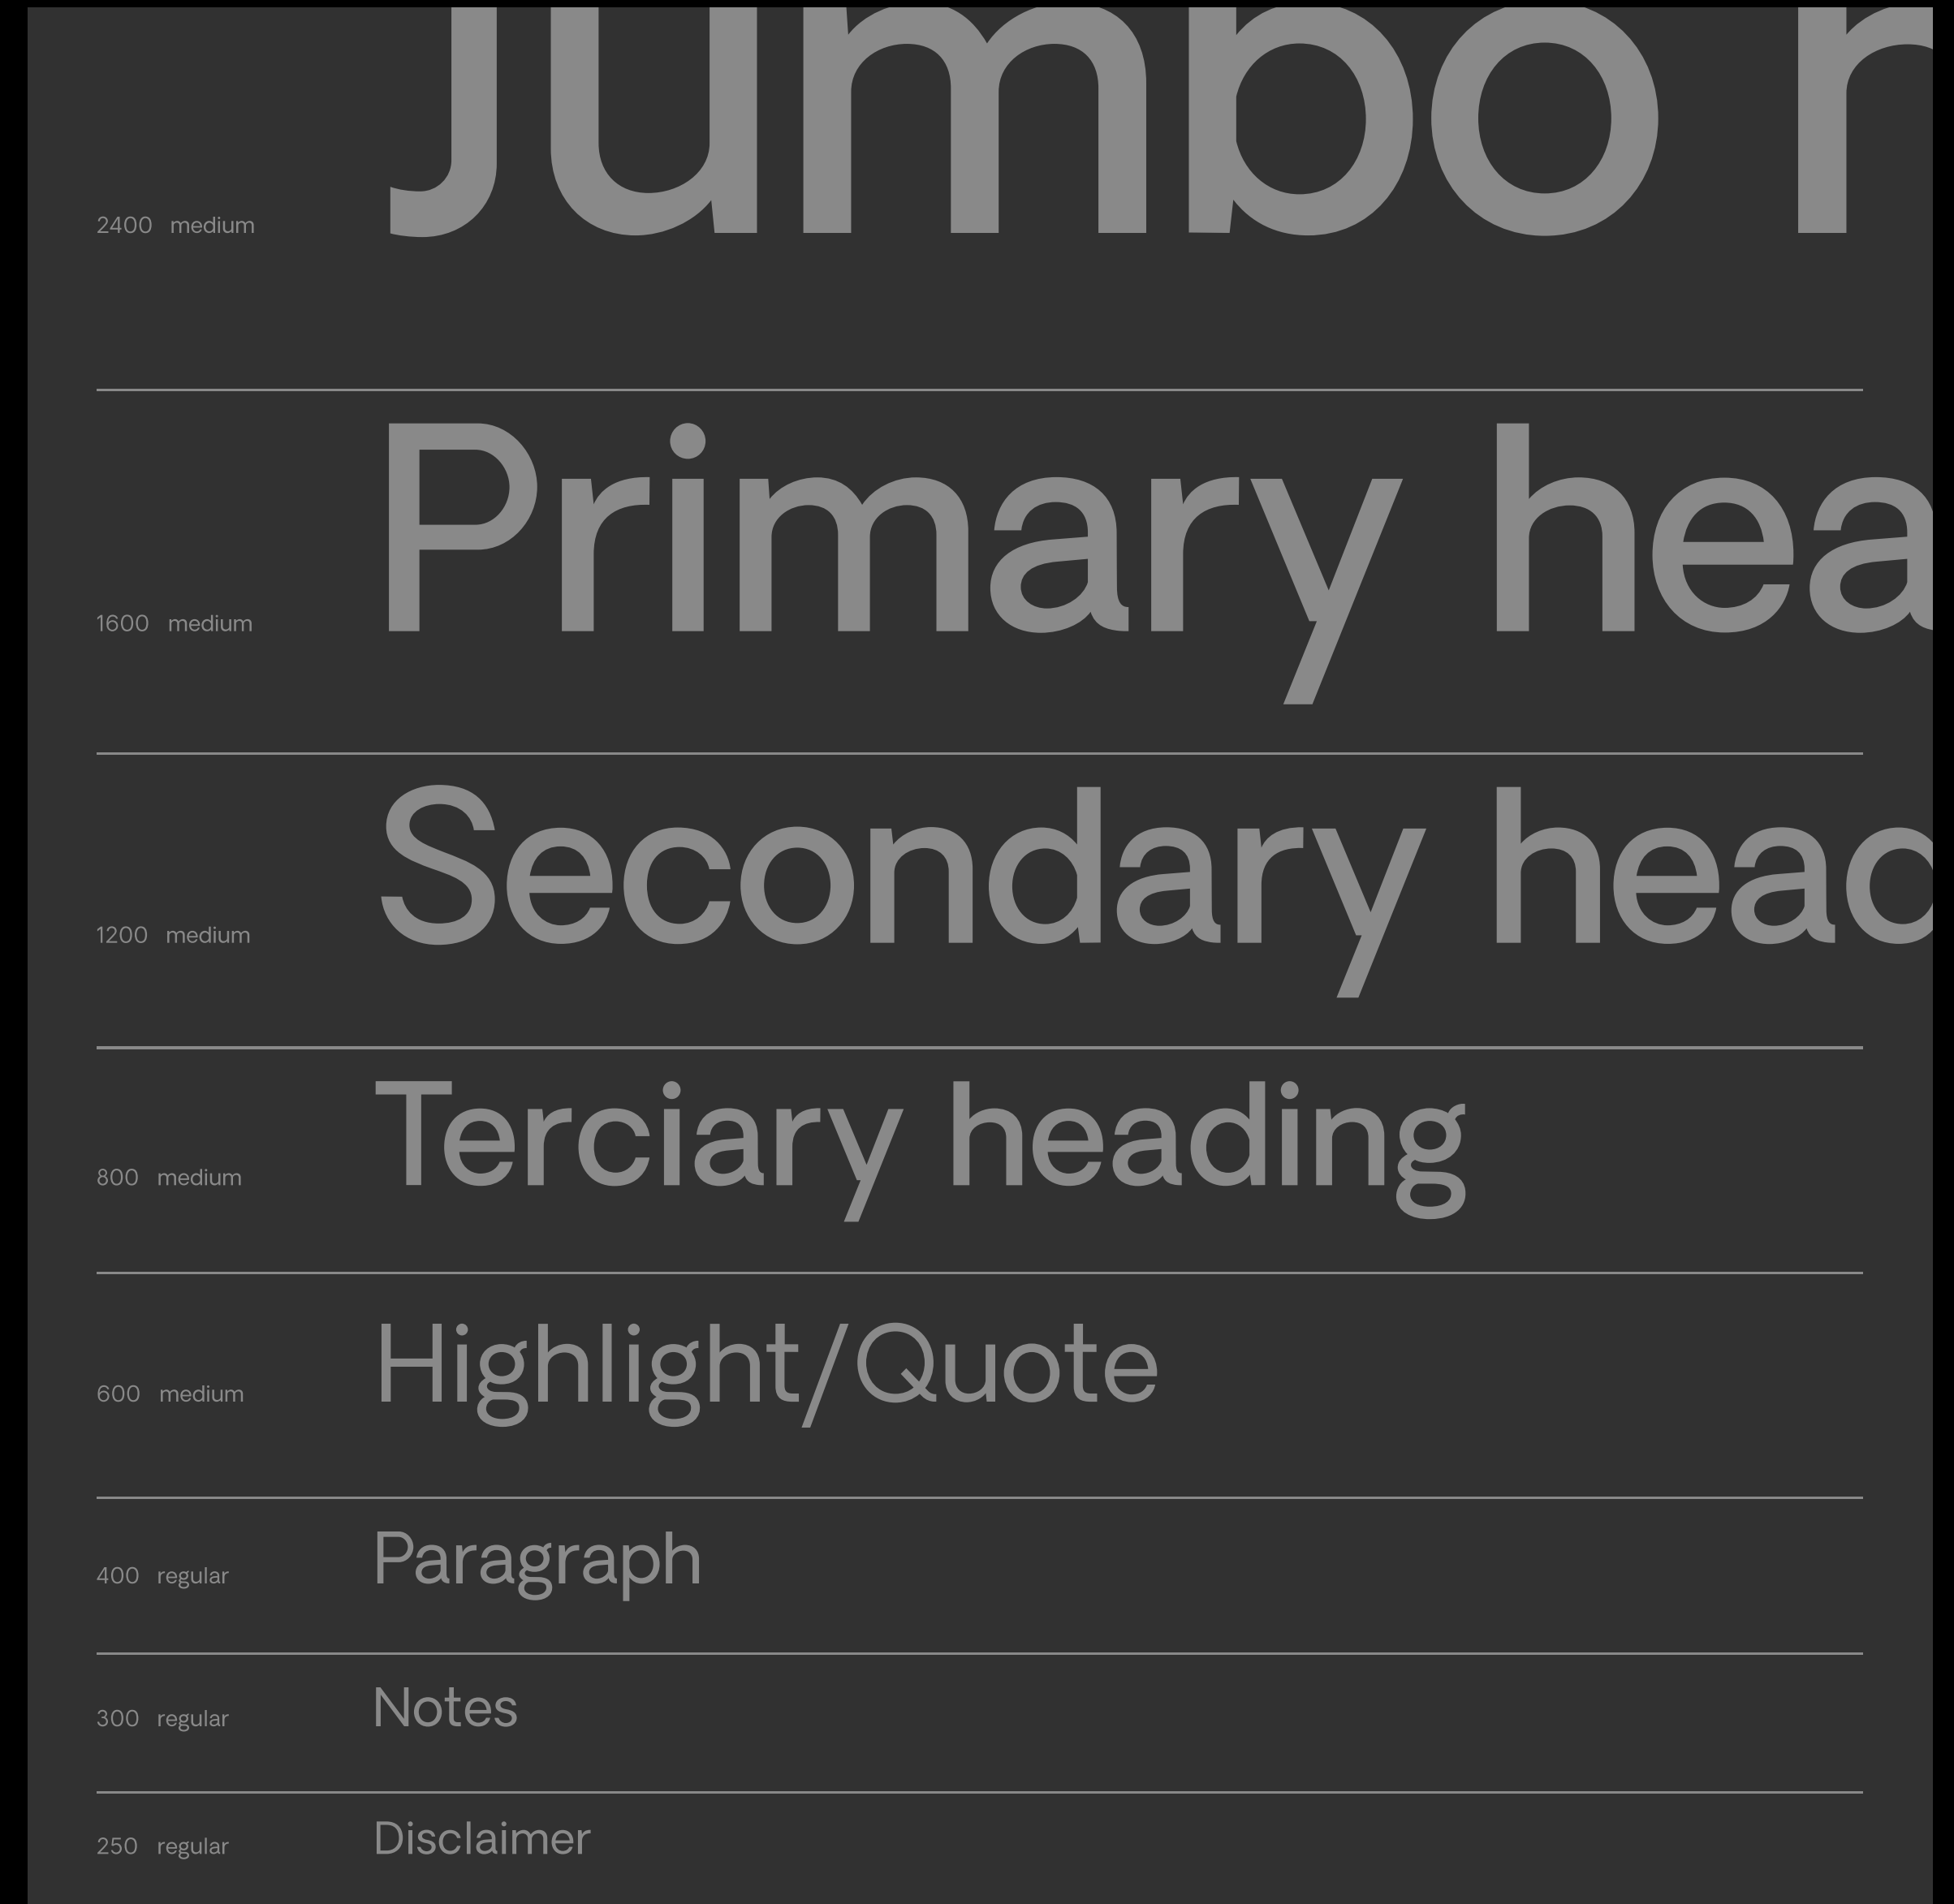 2400 medium Jumbo
1600 medium Primary hea
1200 medium Secondary head
800 medium Terciary heading
600 medium Highlight/Quote
400 regular Paragraph
300 regular Notes
250 regular Disclaimer